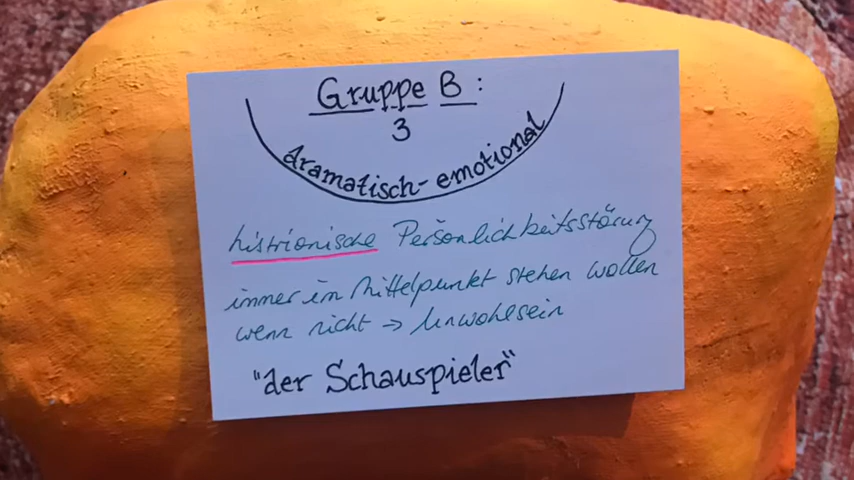 Gruppe B:
3
dramatisch-emotional
histrionische Persönlichkeitsstörung
immer im Mittelpunkt stehen wollen
wenn nicht → Unwohlsein
"der Schauspieler"